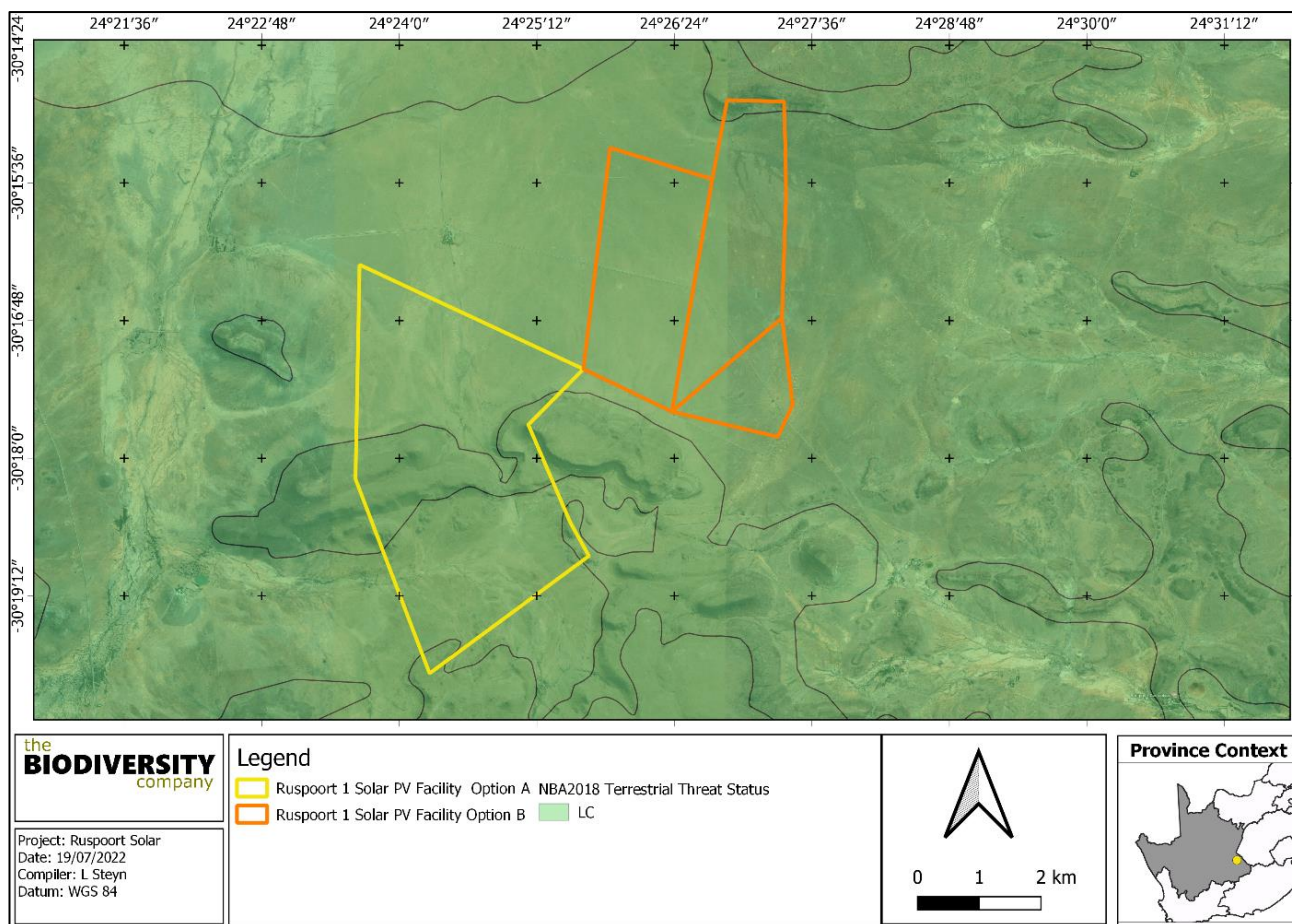 24°21'36″ 24°22'48″ 24°24'0″ 24°25'12″ 24°26'24″ 24°27'36″ 24°28'48″ 24°30'0″ 24°31'12″
-30°14'24″
-30°15'36″
-30°16'48″
-30°18'0″
-30°19'12″
the
BIODIVERSITY
company
Project: Ruspoort Solar
Date: 19/07/2022
Compiler: L Steyn
Datum: WGS 84
Legend
Ruspoort 1 Solar PV Facility Option A
Ruspoort 1 Solar PV Facility Option B
NBA2018 Terrestrial Threat Status
LC
0 1 2 km
Province Context